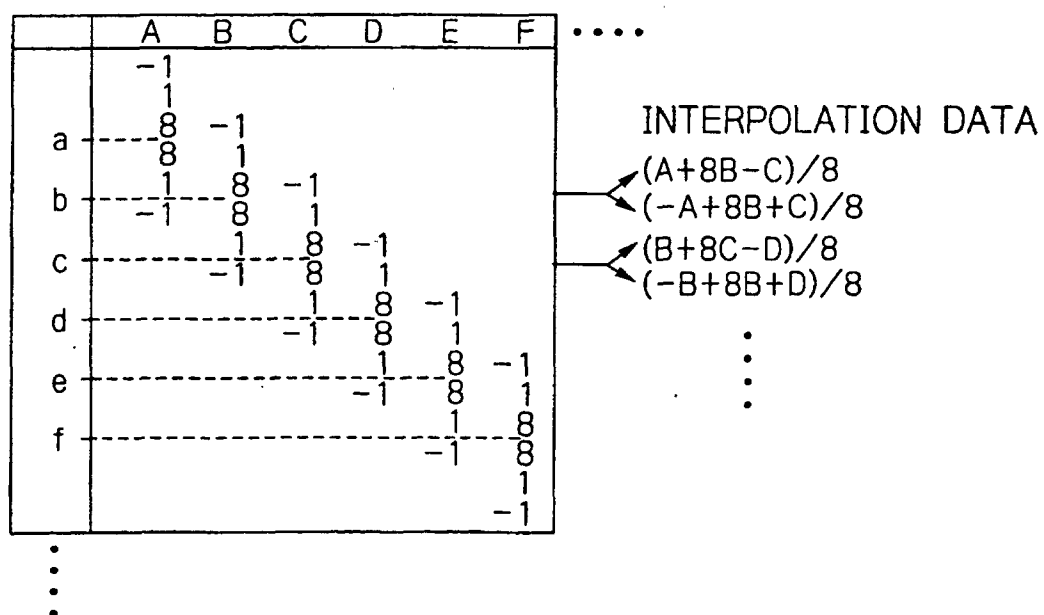 A B C D E F ....
-1
1
8 -1
a 8 1
1 8 -1
b -1 8 1
1 8 -1
c -1 8 1
1 8 -1
d -1 8 1
1 8 -1
e -1 8 1
1 8
f -1 8
1
-1
INTERPOLATION DATA
(A+8B-C)/8
(-A+8B+C)/8
(B+8C-D)/8
(-B+8B+D)/8